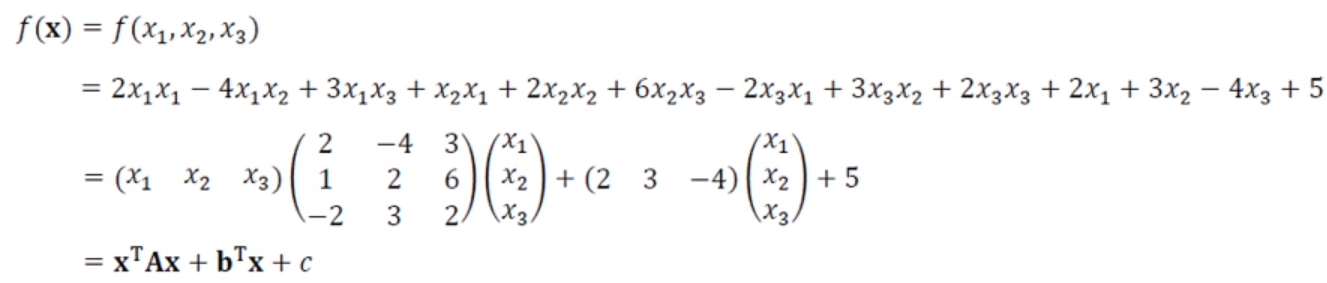 f(𝐱) = f(x₁, x₂, x₃)
= 2x₁x₁ − 4x₁x₂ + 3x₁x₃ + x₂x₁ + 2x₂x₂ + 6x₂x₃ − 2x₃x₁ + 3x₃x₂ + 2x₃x₃ + 2x₁ + 3x₂ − 4x₃ + 5
= (x₁ x₂ x₃) (2 −4 3; 1 2 6; −2 3 2) (x₁; x₂; x₃) + (2 3 −4) (x₁; x₂; x₃) + 5
= 𝐱ᵀ𝐀𝐱 + 𝐛ᵀ𝐱 + c